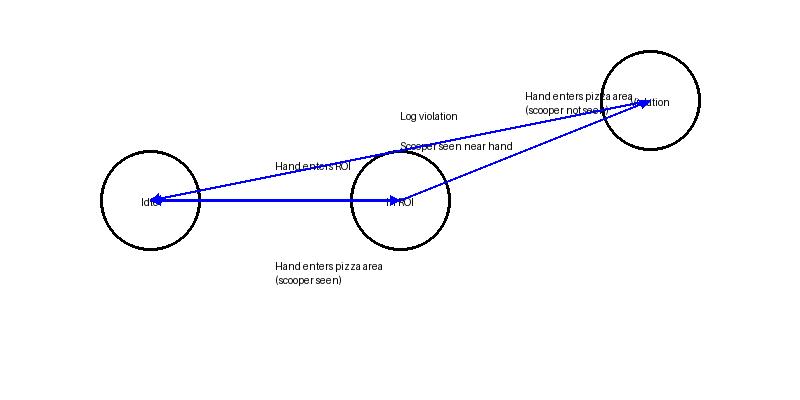 Hand enters pizza area
(scooper not seen)
Violation
Log violation
Scooper seen near hand
Hand enters ROI
Idle
In ROI
Hand enters pizza area
(scooper seen)